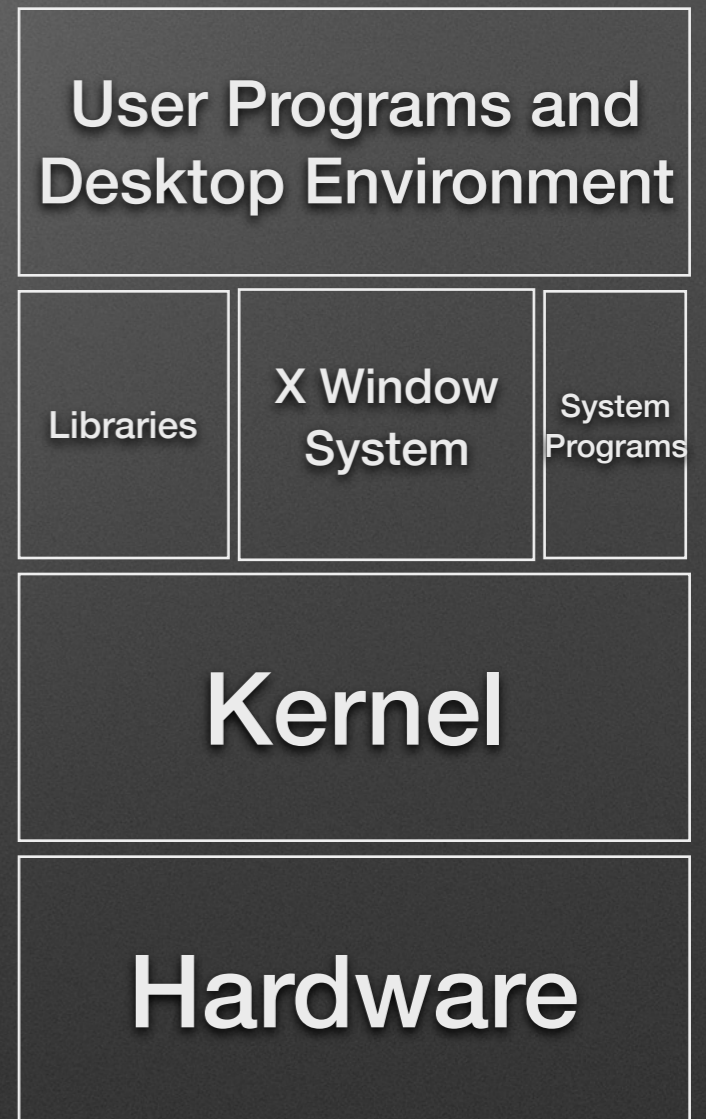 User Programs and
Desktop Environment
Libraries
X Window
System
System
Programs
Kernel
Hardware